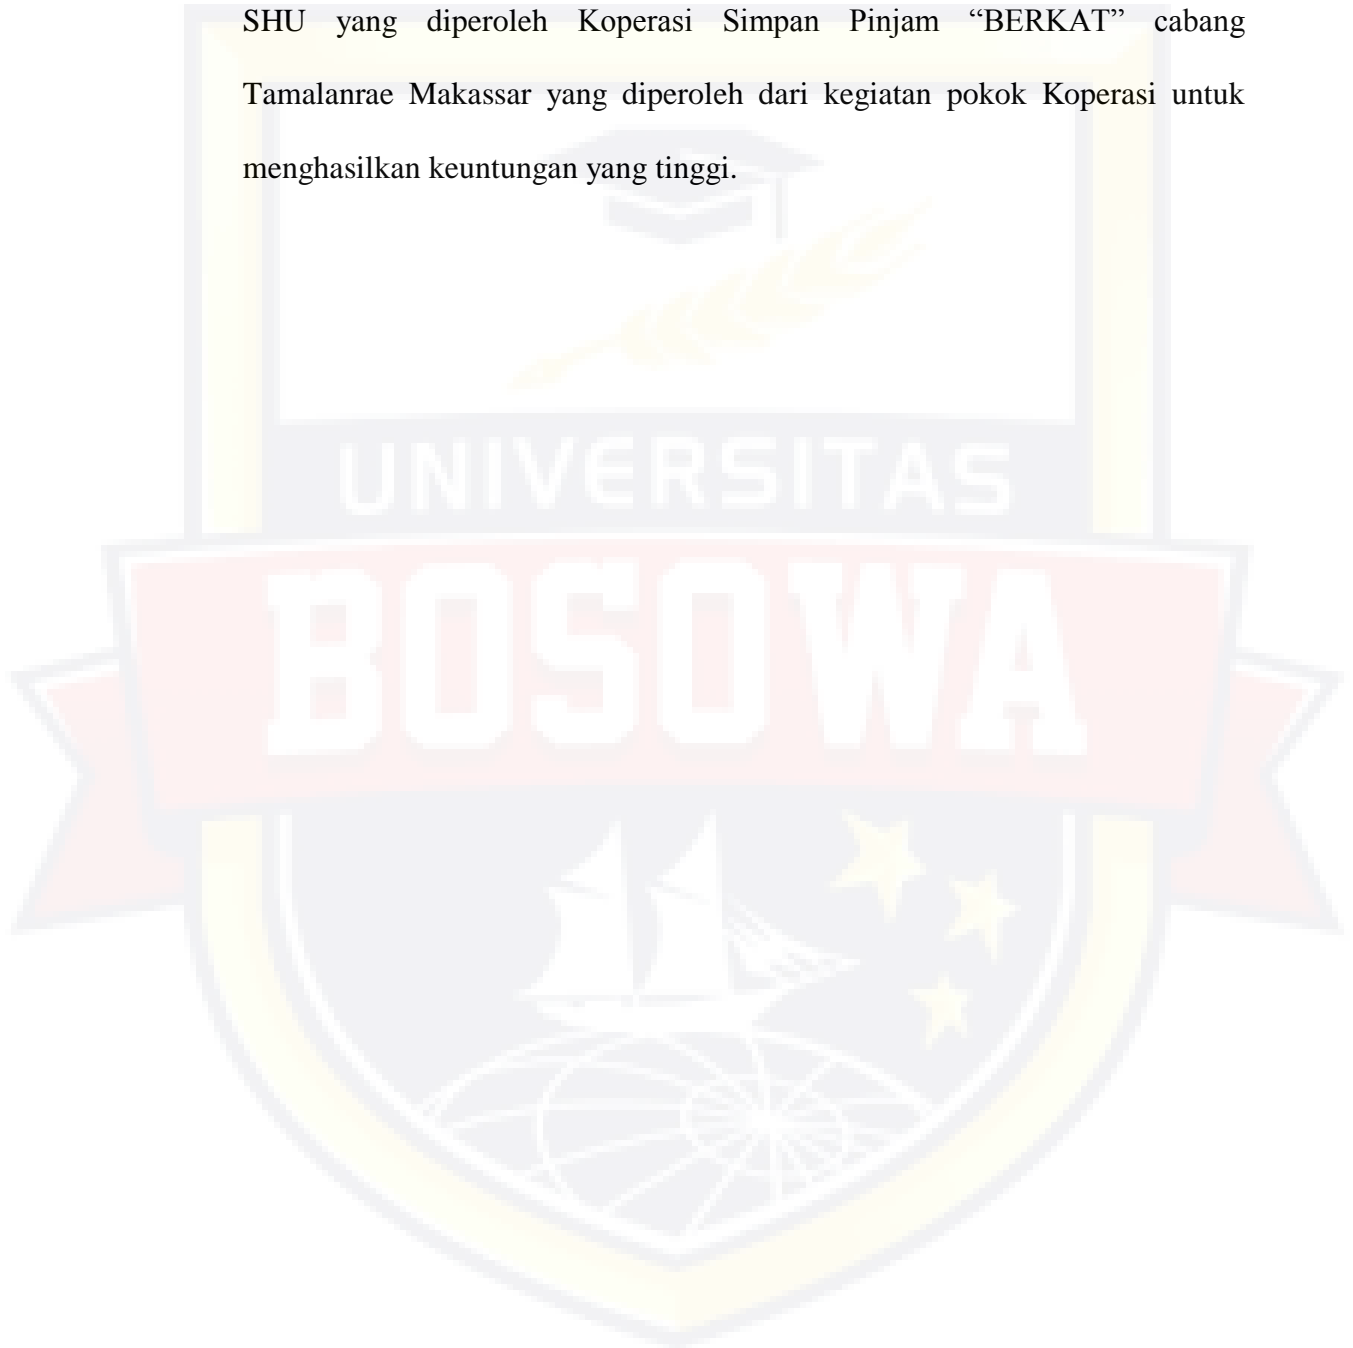 SHU yang diperoleh Koperasi Simpan Pinjam “BERKAT” cabang
Tamalanrae Makassar yang diperoleh dari kegiatan pokok Koperasi untuk
menghasilkan keuntungan yang tinggi.
UNIVERSITAS
BOSOWA